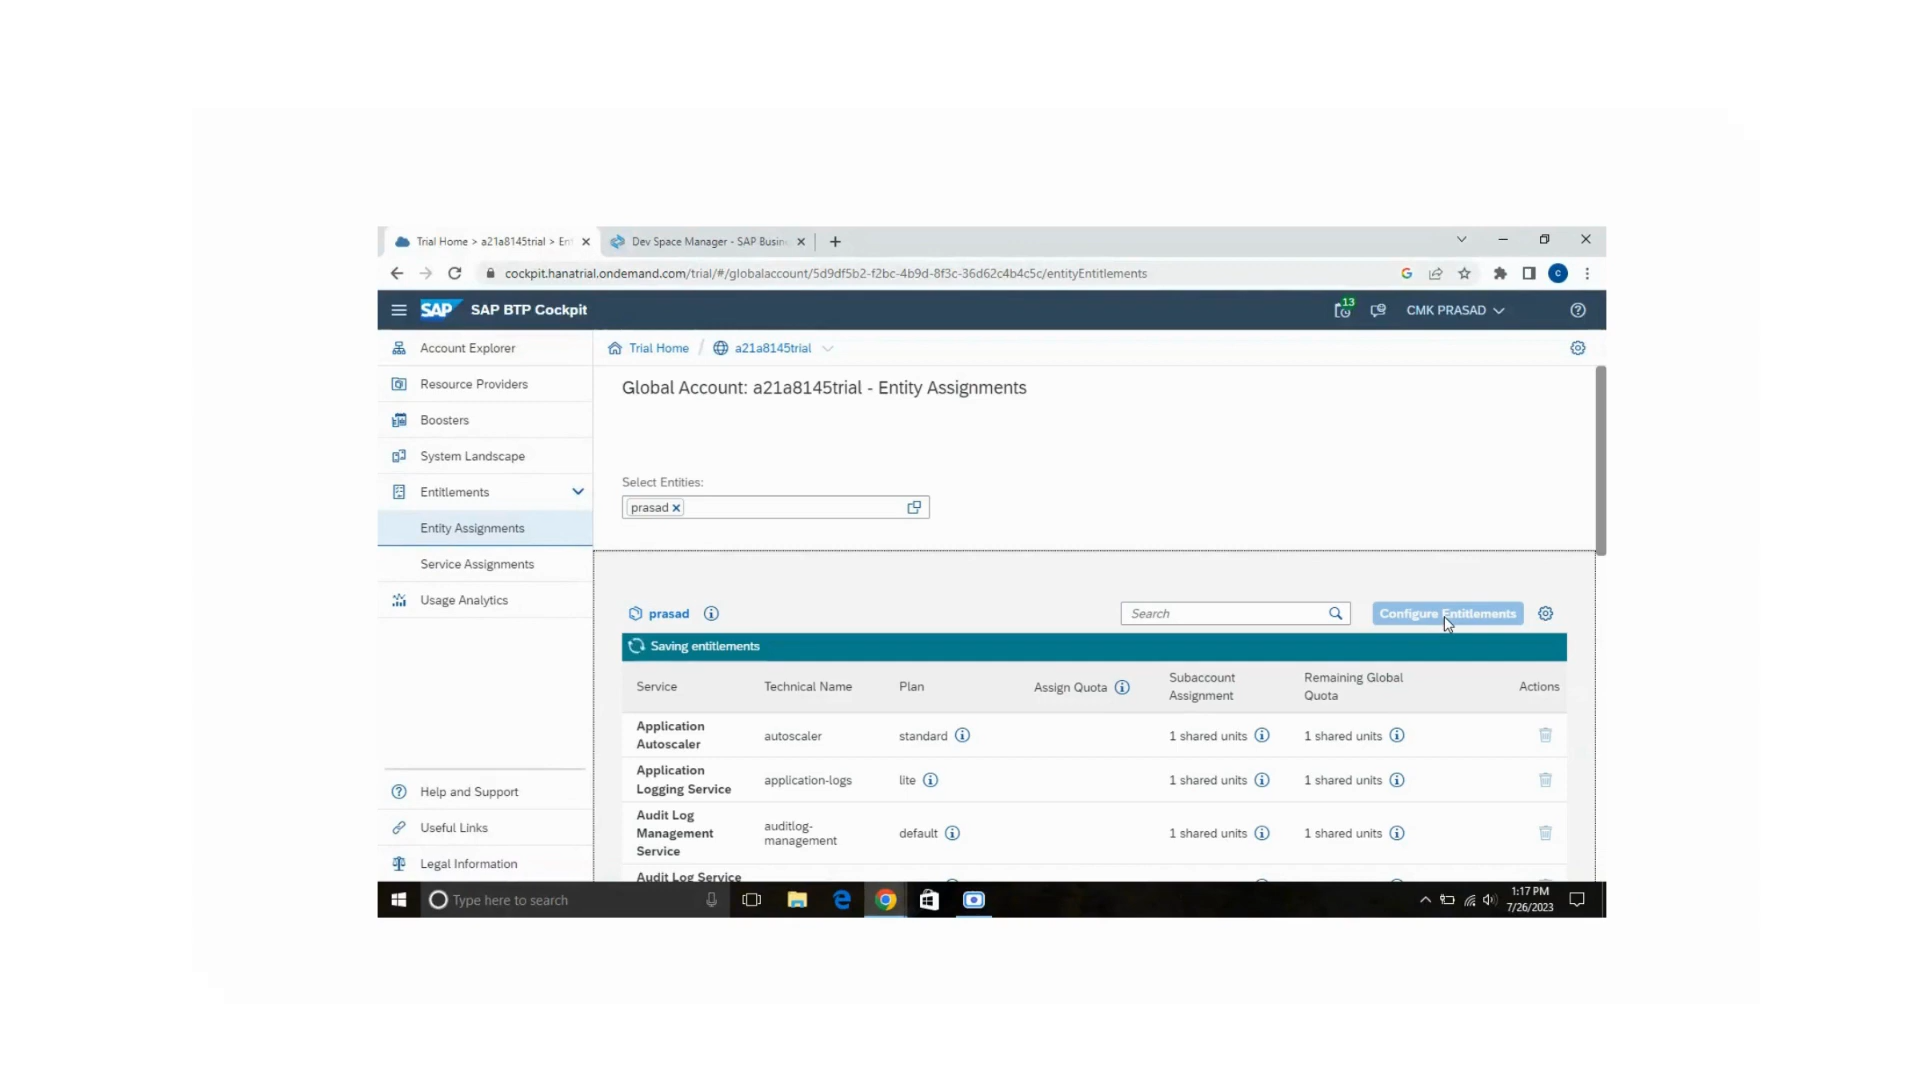 Trial Home > a21a8145trial > En
Dev Space Manager - SAP Busin
cockpit.hanatrial.ondemand.com/trial/#/globalaccount/5d9df5b2-f2bc-4b9d-8f3c-36d62c4b4c5c/entityEntitlements
C
SAP SAP BTP Cockpit
13
CMK PRASAD
Account Explorer
Resource Providers
Boosters
System Landscape
Entitlements
Entity Assignments
Service Assignments
Usage Analytics
Help and Support
Useful Links
Legal Information
Trial Home / a21a8145trial
Global Account: a21a8145trial - Entity Assignments
Select Entities:
prasad
prasad
Search
Configure Entitlements
Saving entitlements
Service Technical Name Plan Assign Quota Subaccount Assignment Remaining Global Quota Actions
Application Autoscaler autoscaler standard 1 shared units 1 shared units
Application Logging Service application-logs lite 1 shared units 1 shared units
Audit Log Management Service auditlog-management default 1 shared units 1 shared units
Audit Log Service
Type here to search
1:17 PM
7/26/2023